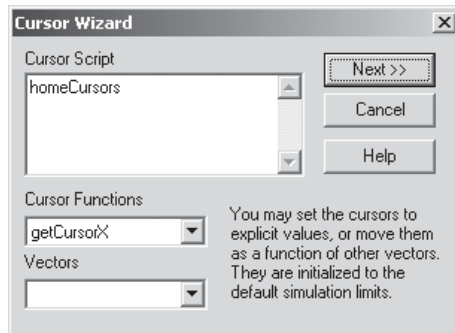 Cursor Wizard
Cursor Script
homeCursors
Next >>
Cancel
Help
Cursor Functions
getCursorX
Vectors
You may set the cursors to
explicit values, or move them
as a function of other vectors.
They are initialized to the
default simulation limits.